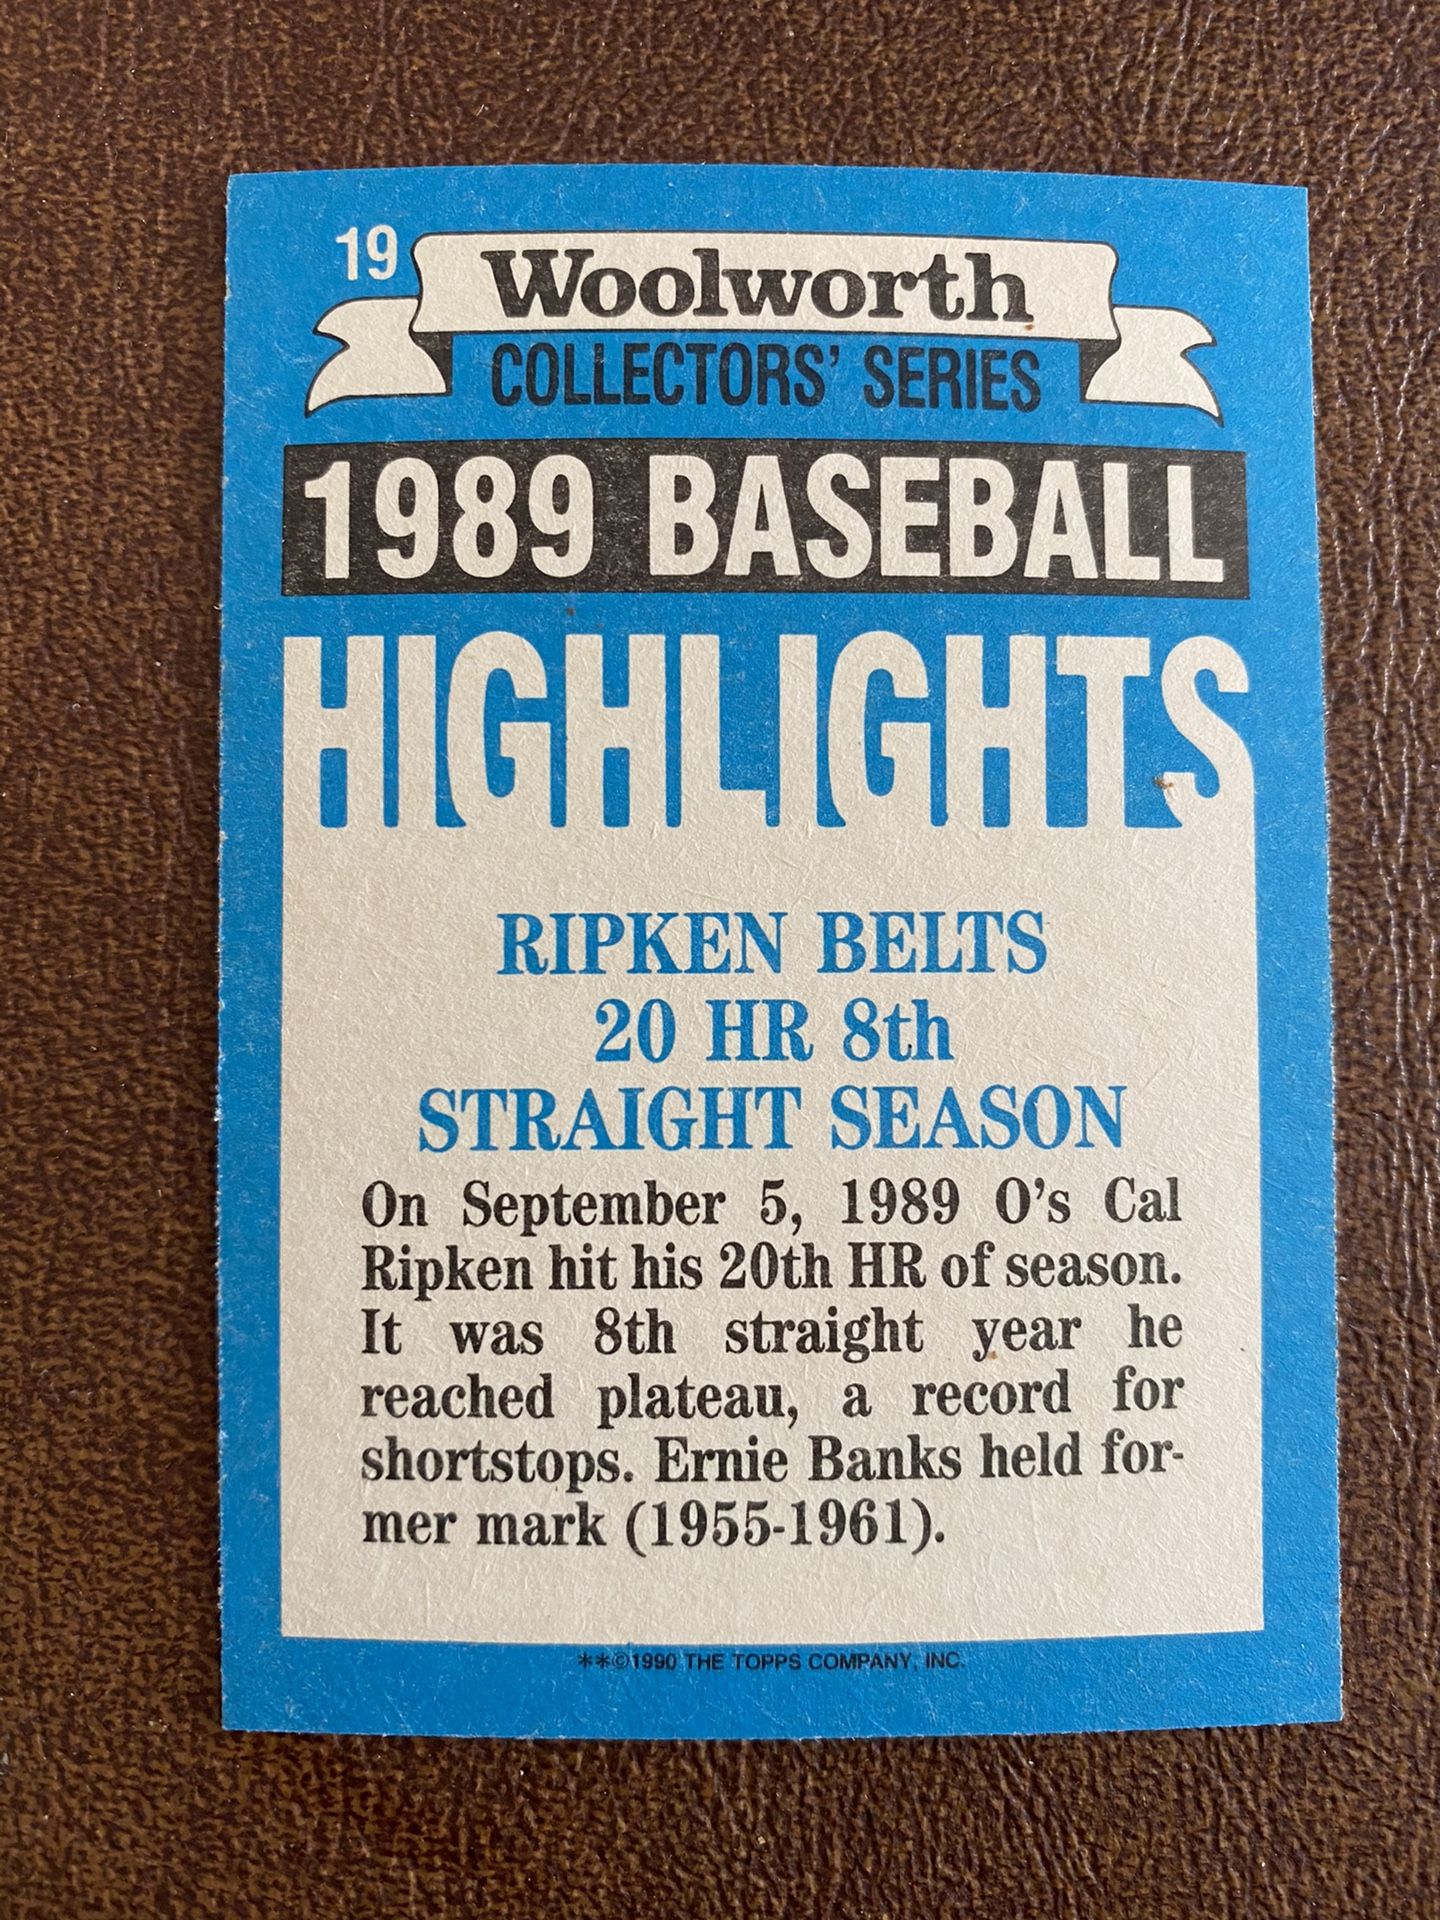 19
Woolworth
COLLECTORS' SERIES
1989 BASEBALL
HIGHLIGHTS
RIPKEN BELTS
20 HR 8th
STRAIGHT SEASON
On September 5, 1989 O's Cal
Ripken hit his 20th HR of season.
It was 8th straight year he
reached plateau, a record for
shortstops. Ernie Banks held for-
mer mark (1955-1961).
**©1990 THE TOPPS COMPANY, INC.